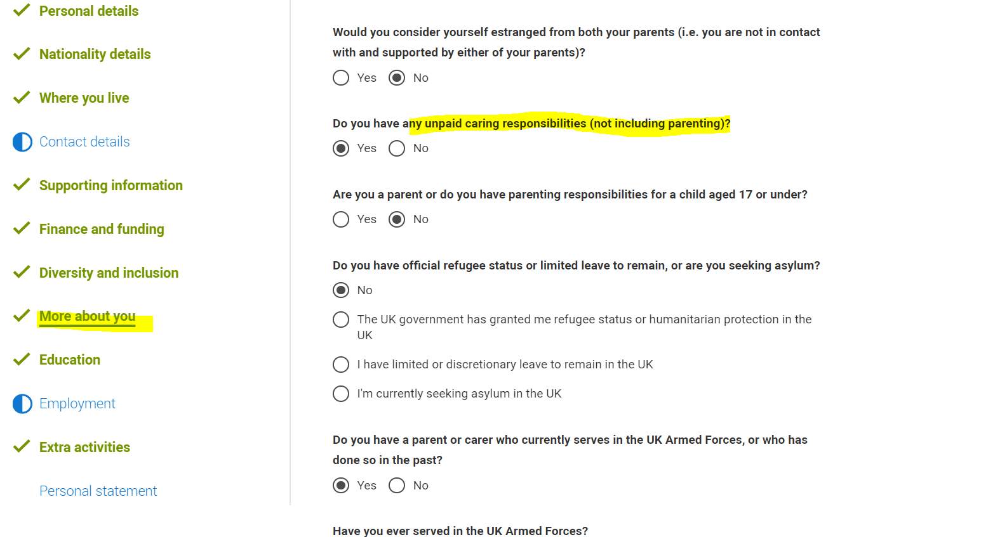 Personal details
Nationality details
Where you live
Contact details
Supporting information
Finance and funding
Diversity and inclusion
More about you
Education
Employment
Extra activities
Personal statement
Would you consider yourself estranged from both your parents (i.e. you are not in contact
with and supported by either of your parents)?
Yes No
Do you have any unpaid caring responsibilities (not including parenting)?
Yes No
Are you a parent or do you have parenting responsibilities for a child aged 17 or under?
Yes No
Do you have official refugee status or limited leave to remain, or are you seeking asylum?
No
The UK government has granted me refugee status or humanitarian protection in the
UK
I have limited or discretionary leave to remain in the UK
I'm currently seeking asylum in the UK
Do you have a parent or carer who currently serves in the UK Armed Forces, or who has
done so in the past?
Yes No
Have you ever served in the UK Armed Forces?